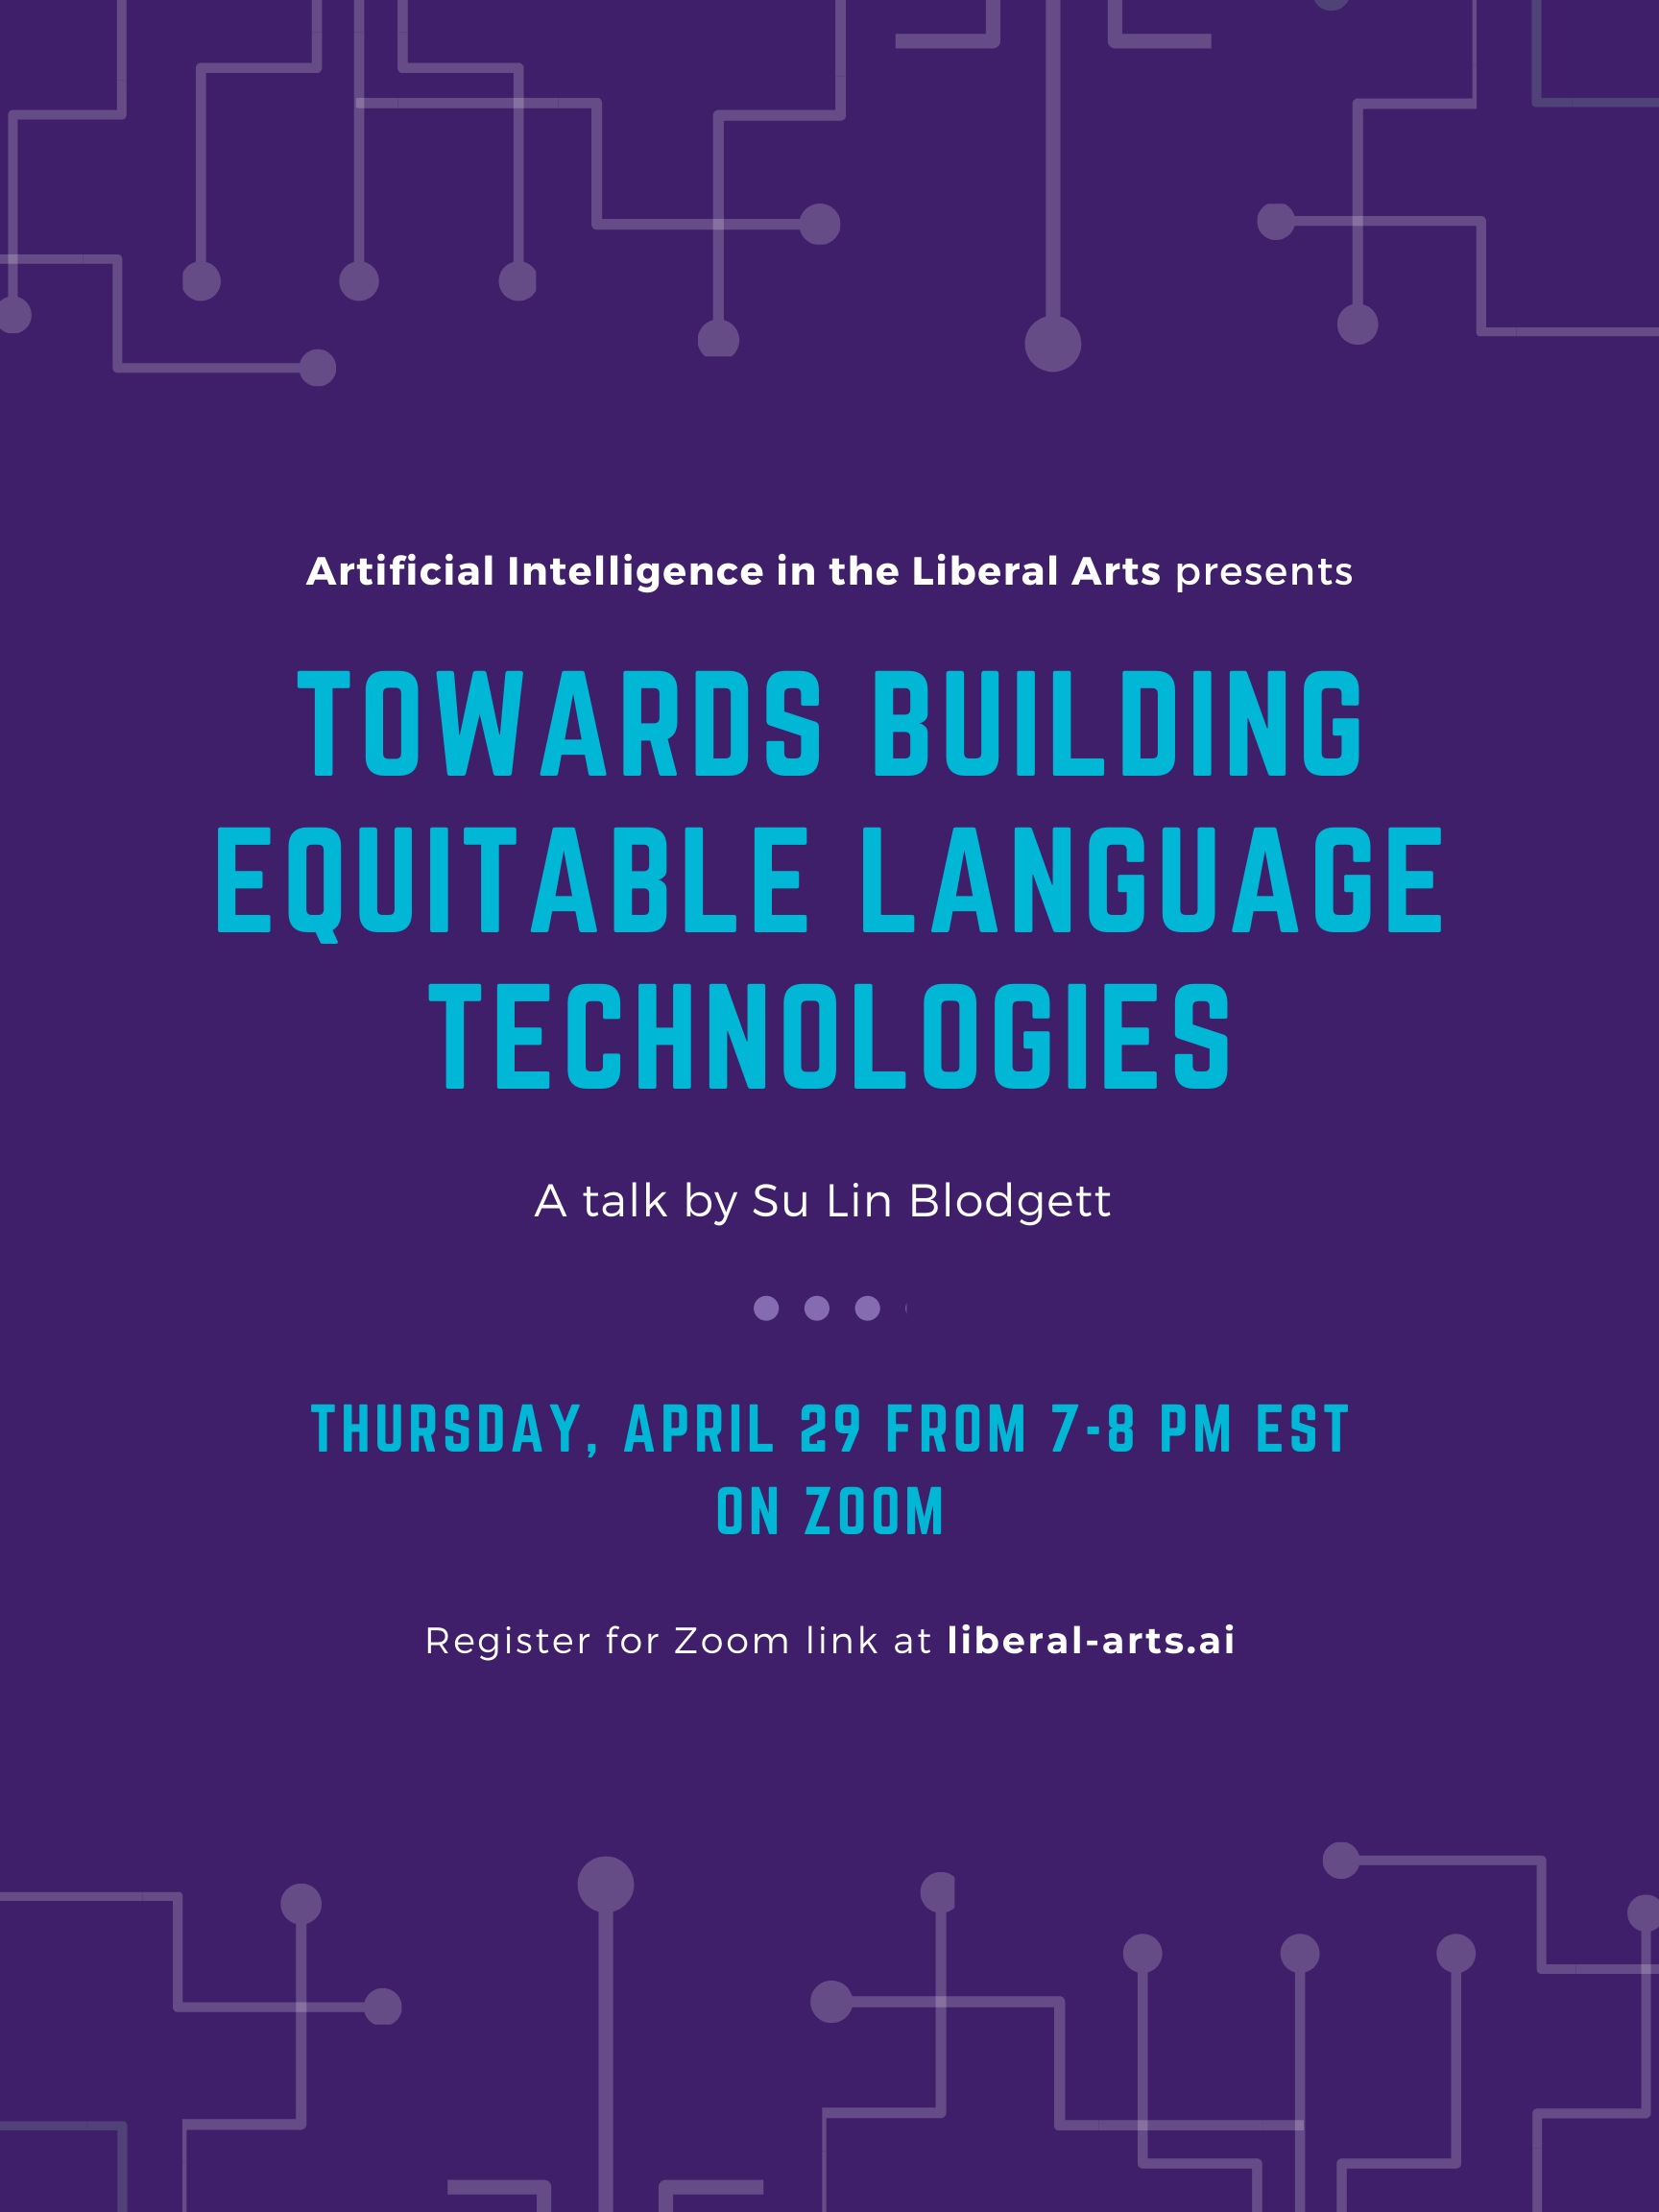 Artificial Intelligence in the Liberal Arts presents
TOWARDS BUILDING
EQUITABLE LANGUAGE
TECHNOLOGIES
A talk by Su Lin Blodgett
THURSDAY, APRIL 29 FROM 7-8 PM EST
ON ZOOM
Register for Zoom link at liberal-arts.ai